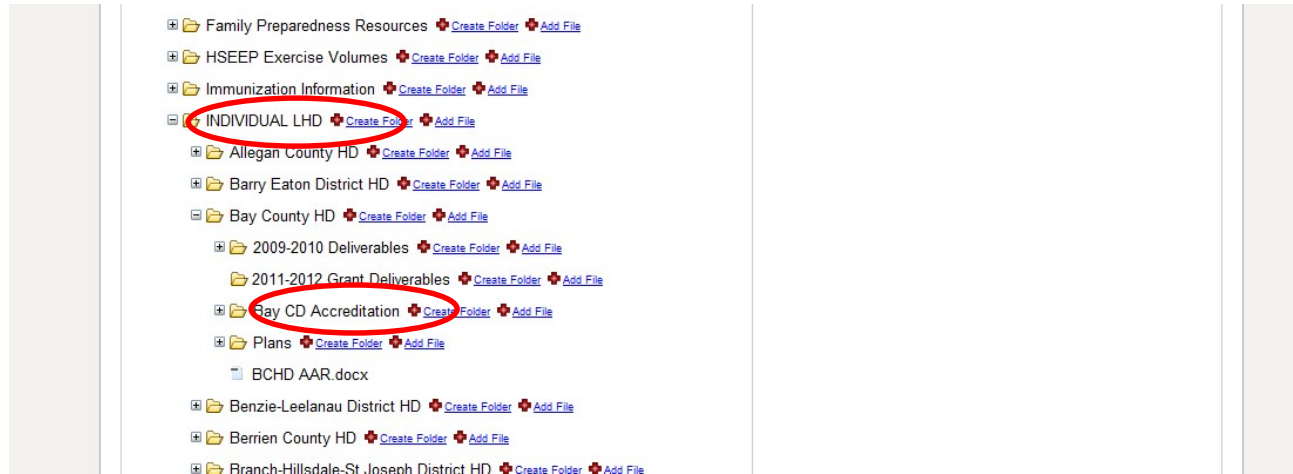 Family Preparedness Resources Create Folder Add File
HSEEP Exercise Volumes Create Folder Add File
Immunization Information Create Folder Add File
INDIVIDUAL LHD Create Folder Add File
Allegan County HD Create Folder Add File
Barry Eaton District HD Create Folder Add File
Bay County HD Create Folder Add File
2009-2010 Deliverables Create Folder Add File
2011-2012 Grant Deliverables Create Folder Add File
Bay CD Accreditation Create Folder Add File
Plans Create Folder Add File
BCHD AAR.docx
Benzie-Leelanau District HD Create Folder Add File
Berrien County HD Create Folder Add File
Branch-Hillsdale-St Joseph District HD Create Folder Add File